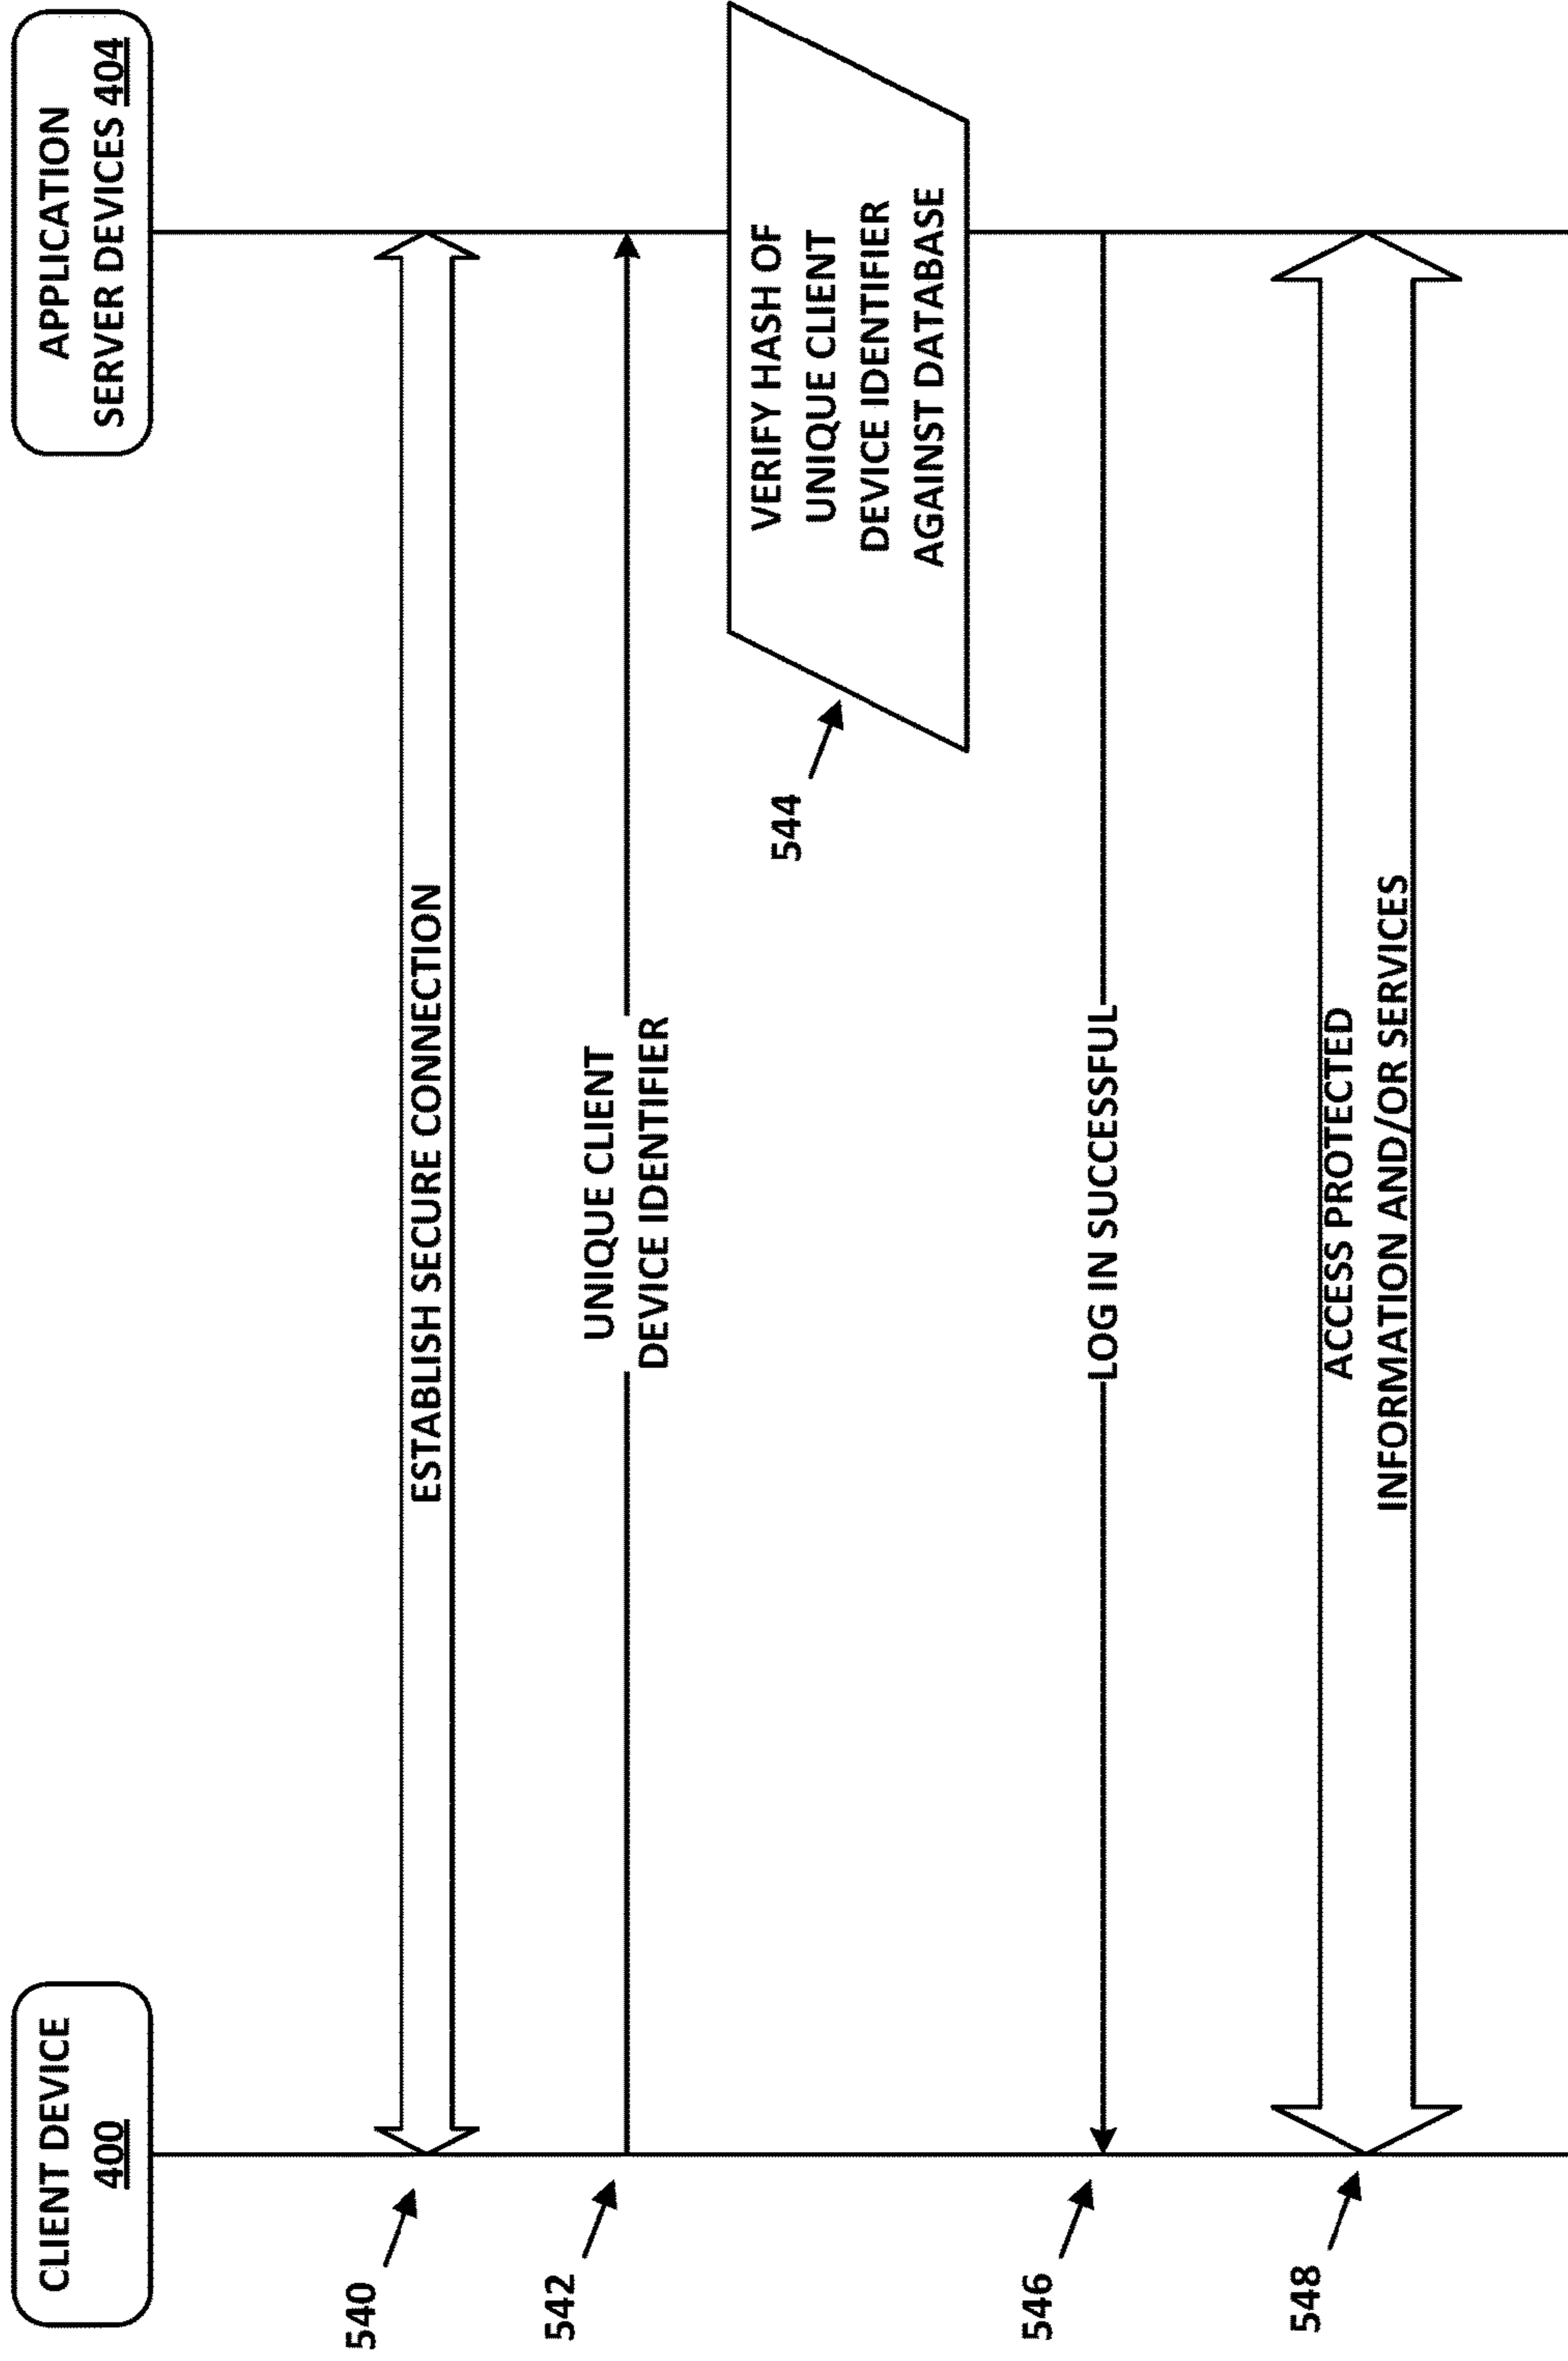 CLIENT DEVICE
400
APPLICATION
SERVER DEVICES 404
540
ESTABLISH SECURE CONNECTION
542
UNIQUE CLIENT
DEVICE IDENTIFIER
544
VERIFY HASH OF
UNIQUE CLIENT
DEVICE IDENTIFIER
AGAINST DATABASE
546
LOG IN SUCCESSFUL
548
ACCESS PROTECTED
INFORMATION AND/OR SERVICES